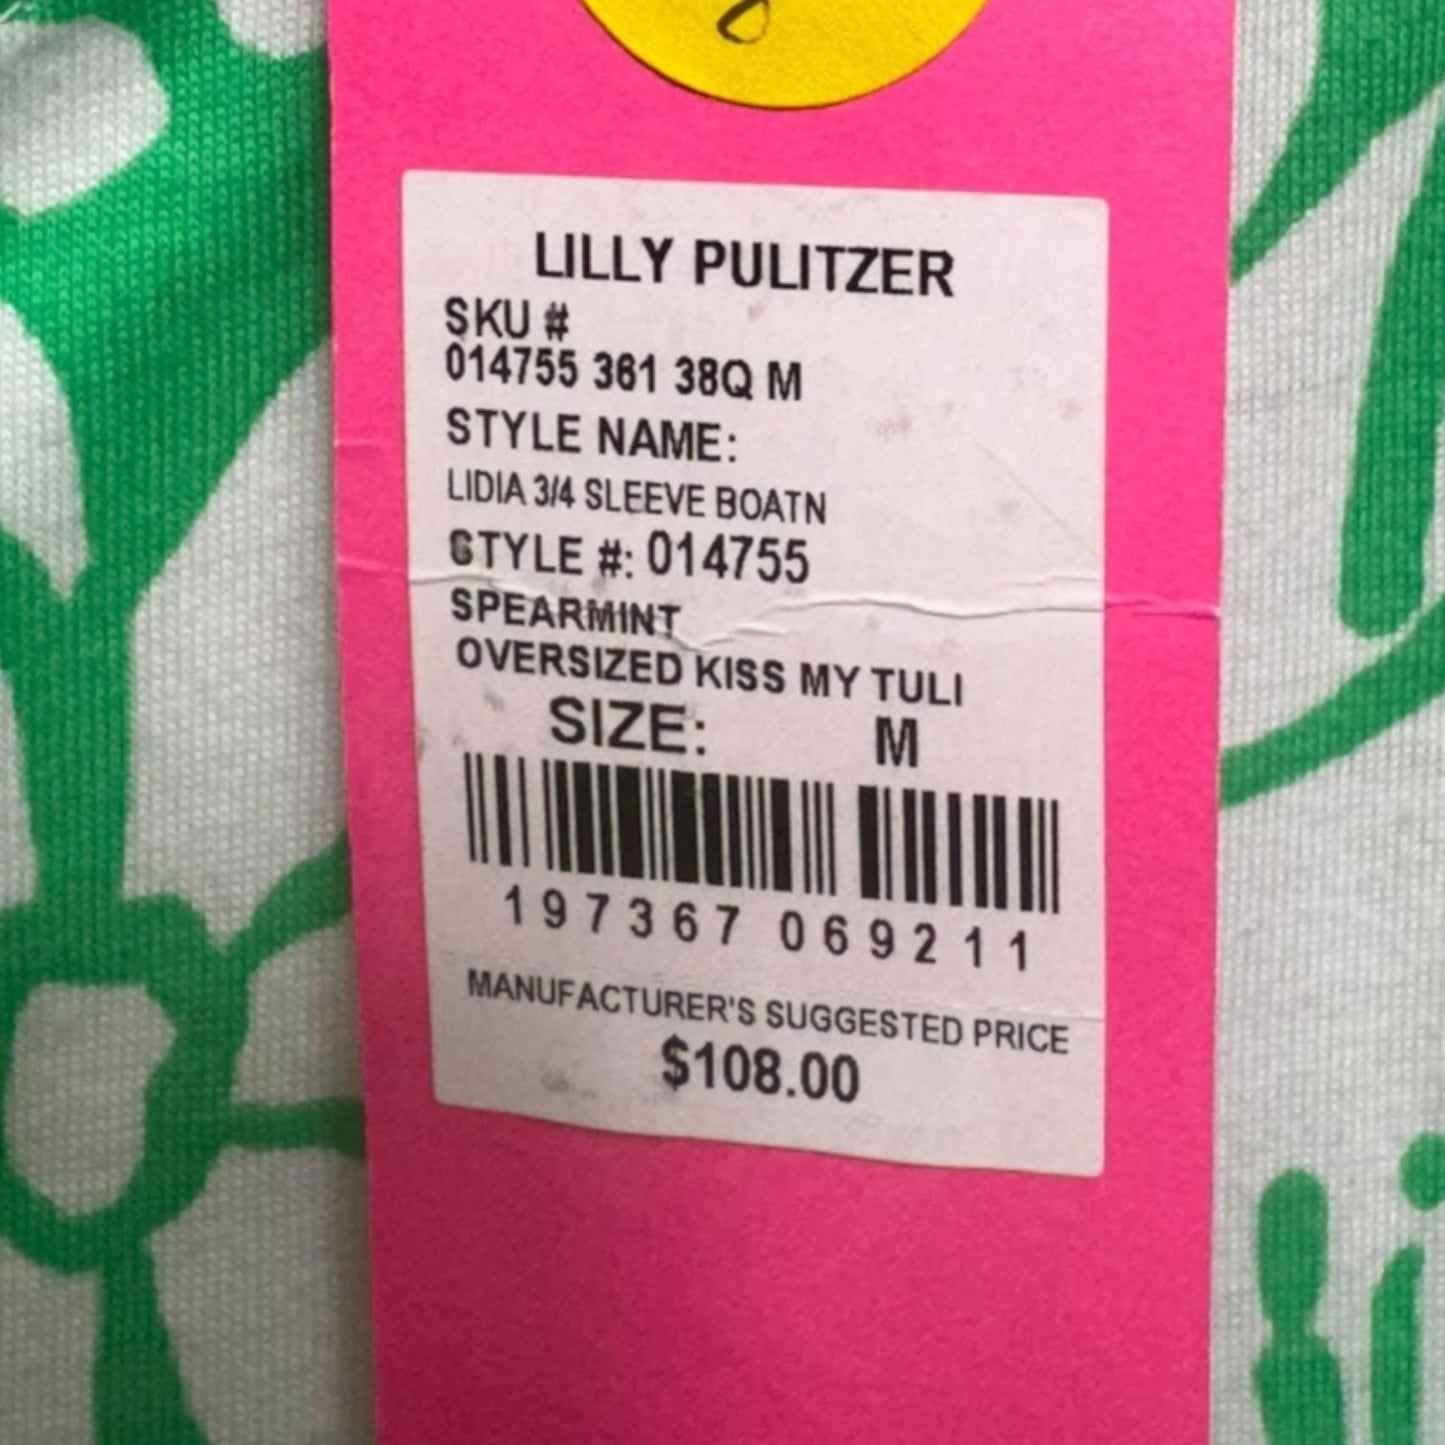 LILLY PULITZER
SKU #
014755 361 38Q M
STYLE NAME:
LIDIA 3/4 SLEEVE BOATN
STYLE #: 014755
SPEARMINT
OVERSIZED KISS MY TULI
SIZE: M
197367 069211
MANUFACTURER'S SUGGESTED PRICE
$108.00